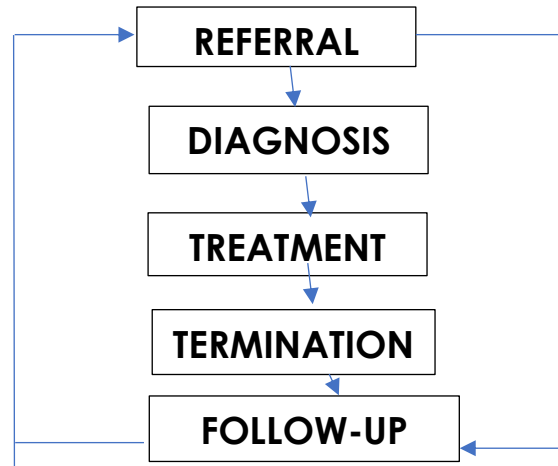 REFERRAL
DIAGNOSIS
TREATMENT
TERMINATION
FOLLOW-UP